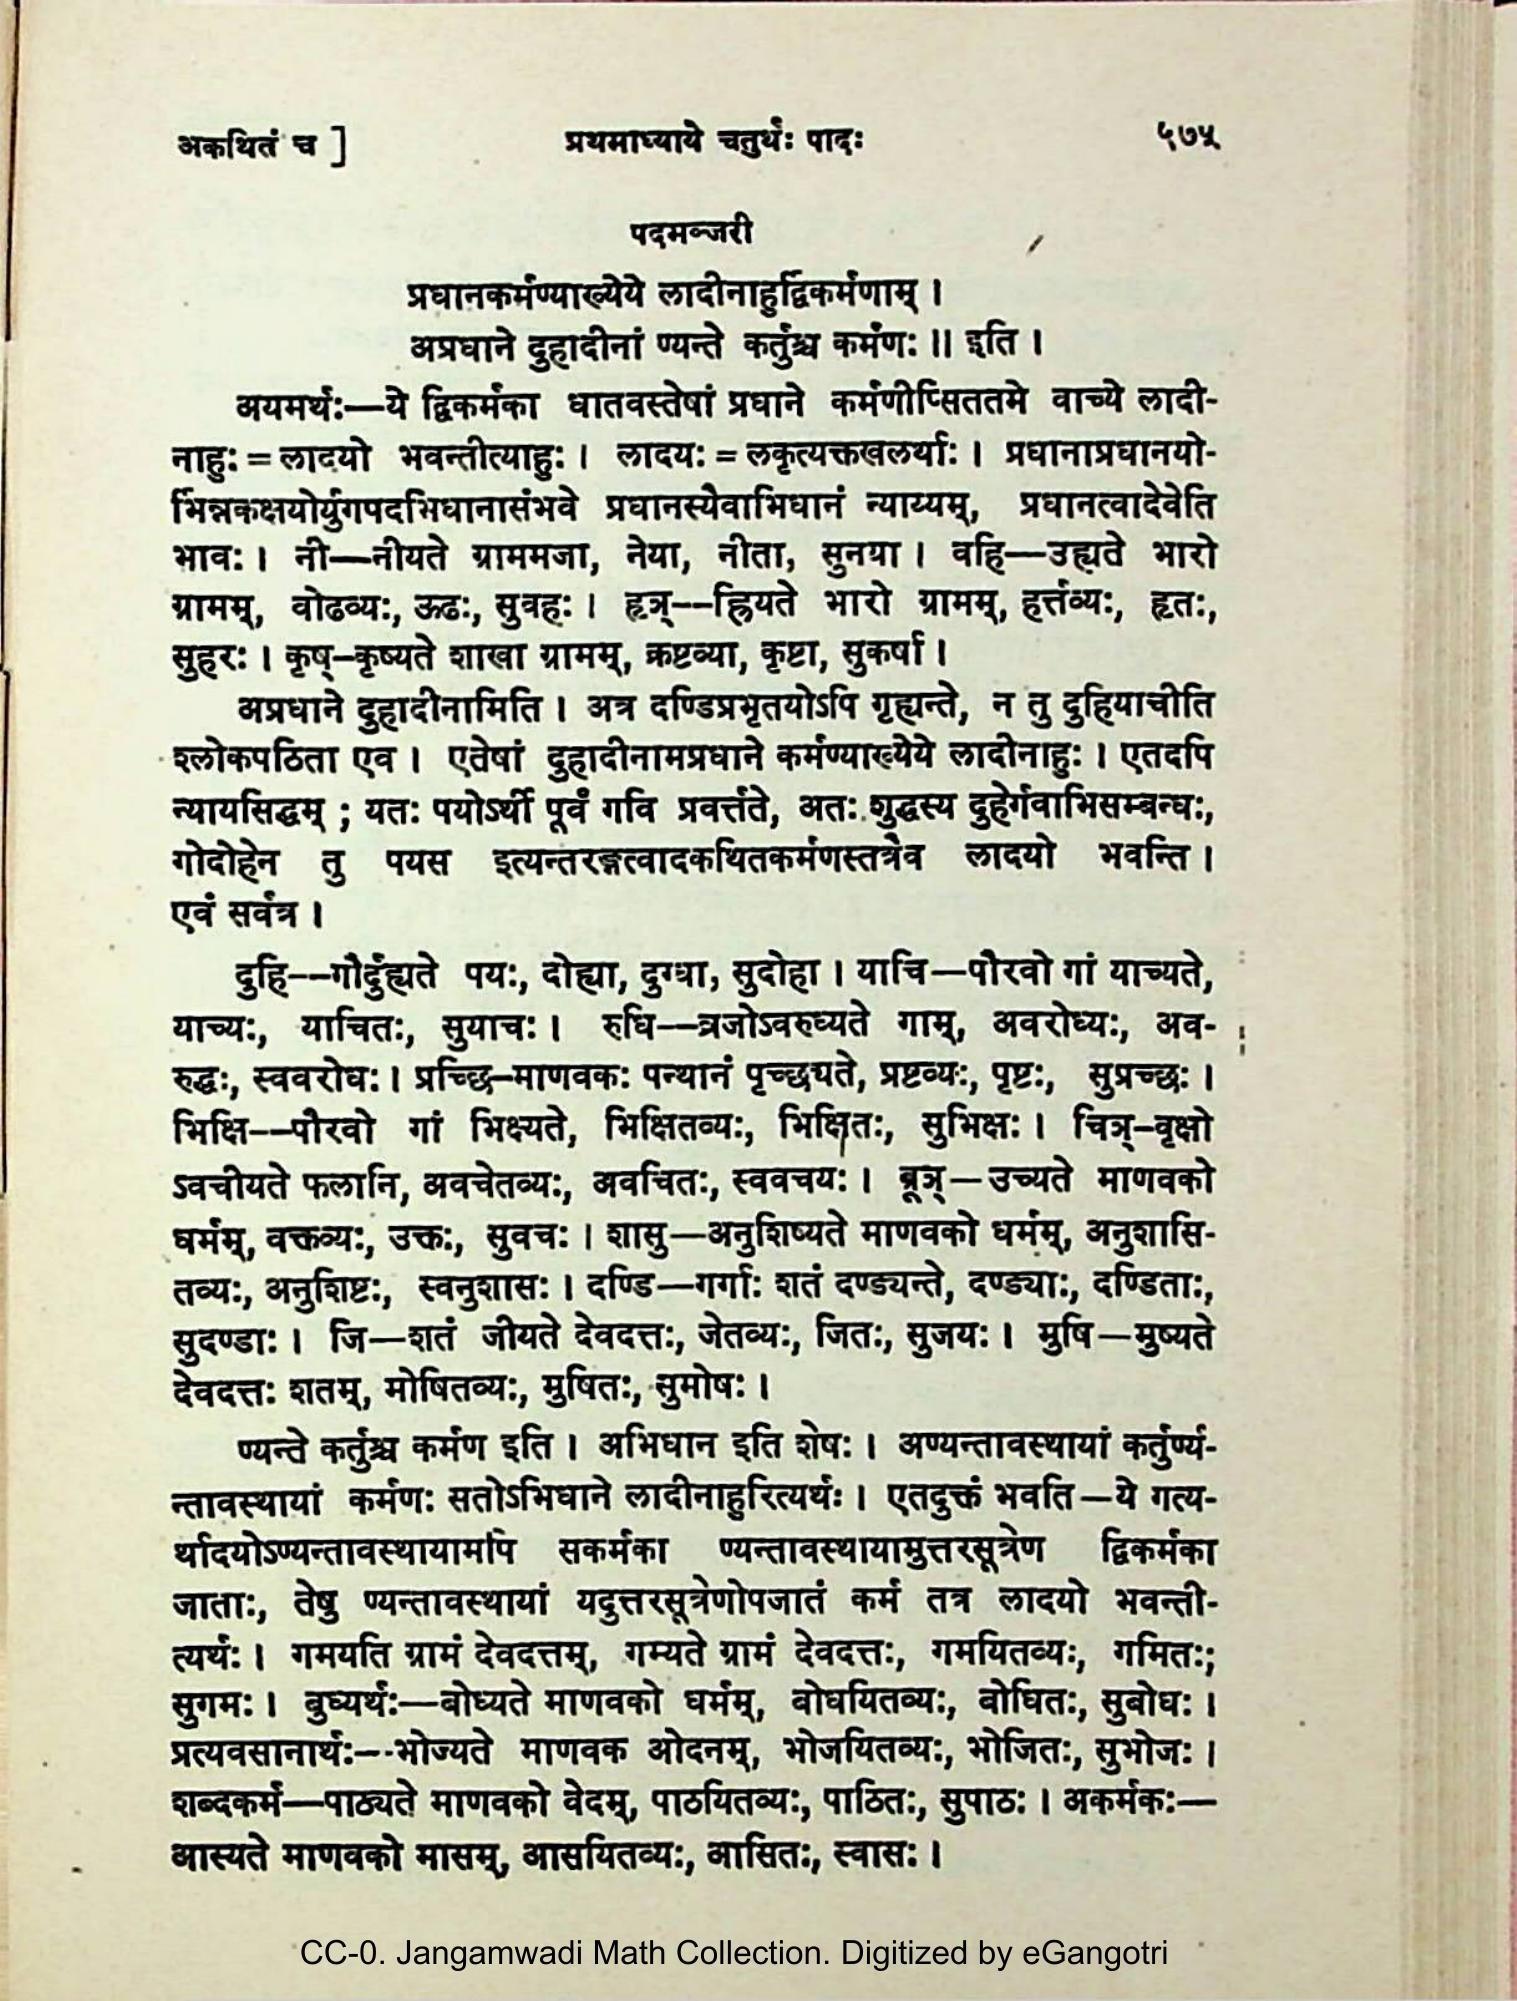 अकथितं च ]
प्रथमाध्याये चतुर्थः पादः
५७५
पदमञ्जरी
प्रधानकर्मण्याख्येये लादीनाहुर्द्विकर्मणाम् ।
अप्रधाने दुहादीनां ण्यन्ते कर्तुश्च कर्मणः ॥ इति ।
अयमर्थः—ये द्विकर्मका धातवस्तेषां प्रधाने कर्मणीप्सिततमे वाच्ये लादी-
नाहुः = लादयो भवन्तीत्याहुः । लादयः = लकृत्यक्तखलर्थाः । प्रधानाप्रधानयो-
र्भिन्नकक्षयोर्युगपदभिधानासंभवे प्रधानस्यैवाभिधानं न्याय्यम्, प्रधानत्वादेवेति
भावः । नी—नीयते ग्राममजा, नेया, नीता, सुनया । वहि—उह्यते भारो
ग्रामम्, वोढव्यः, ऊढः, सुवहः । हृञ्—ह्रियते भारो ग्रामम्, हर्त्तव्यः, हृतः,
सुहरः । कृष्–कृष्यते शाखा ग्रामम्, क्रष्टव्या, कृष्टा, सुकर्षा ।
अप्रधाने दुहादीनामिति । अत्र दण्डिप्रभृतयोऽपि गृह्यन्ते, न तु दुहियाचीति
श्लोकपठिता एव । एतेषां दुहादीनामप्रधाने कर्मण्याख्येये लादीनाहुः । एतदपि
न्यायसिद्धम् ; यतः पयोऽर्थी पूर्वं गवि प्रवर्त्तते, अतः शुद्धस्य दुहेर्गवाभिसम्बन्धः,
गोदोहेन तु पयस इत्यन्तरङ्गत्वादकथितकर्मणस्तत्रैव लादयो भवन्ति ।
एवं सर्वत्र ।
दुहि—गौर्दुह्यते पयः, दोह्या, दुग्धा, सुदोहा । याचि—पौरवो गां याच्यते,
याच्यः, याचितः, सुयाचः । रुधि—व्रजोऽवरुध्यते गाम्, अवरोध्यः, अव-
रुद्धः, स्ववरोधः । प्रच्छि–माणवकः पन्थानं पृच्छ्यते, प्रष्टव्यः, पृष्टः, सुप्रच्छः ।
भिक्षि—पौरवो गां भिक्ष्यते, भिक्षितव्यः, भिक्षितः, सुभिक्षः । चिञ्–वृक्षो
ऽवचीयते फलानि, अवचेतव्यः, अवचितः, स्ववचयः । ब्रूञ्—उच्यते माणवको
धर्मम्, वक्तव्यः, उक्तः, सुवचः । शासु—अनुशिष्यते माणवको धर्मम्, अनुशासि-
तव्यः, अनुशिष्टः, स्वनुशासः । दण्डि—गर्गाः शतं दण्ड्यन्ते, दण्ड्याः, दण्डिताः,
सुदण्डाः । जि—शतं जीयते देवदत्तः, जेतव्यः, जितः, सुजयः । मुषि—मुष्यते
देवदत्तः शतम्, मोषितव्यः, मुषितः, सुमोषः ।
ण्यन्ते कर्तुश्च कर्मण इति । अभिधान इति शेषः । अण्यन्तावस्थायां कर्तुर्ण्य-
न्तावस्थायां कर्मणः सतोऽभिधाने लादीनाहुरित्यर्थः । एतदुक्तं भवति—ये गत्य-
र्थादयोऽण्यन्तावस्थायामपि सकर्मका ण्यन्तावस्थायामुत्तरसूत्रेण द्विकर्मका
जाताः, तेषु ण्यन्तावस्थायां यदुत्तरसूत्रेणोपजातं कर्म तत्र लादयो भवन्ती-
त्यर्थः । गमयति ग्रामं देवदत्तम्, गम्यते ग्रामं देवदत्तः, गमयितव्यः, गमितः;
सुगमः । बुध्यर्थः—बोध्यते माणवको धर्मम्, बोधयितव्यः, बोधितः, सुबोधः ।
प्रत्यवसानार्थः—भोज्यते माणवक ओदनम्, भोजयितव्यः, भोजितः, सुभोजः ।
शब्दकर्म—पाठ्यते माणवको वेदम्, पाठयितव्यः, पाठितः, सुपाठः । अकर्मकः—
आस्यते माणवको मासम्, आसयितव्यः, आसितः, स्वासः ।
CC-0. Jangamwadi Math Collection. Digitized by eGangotri